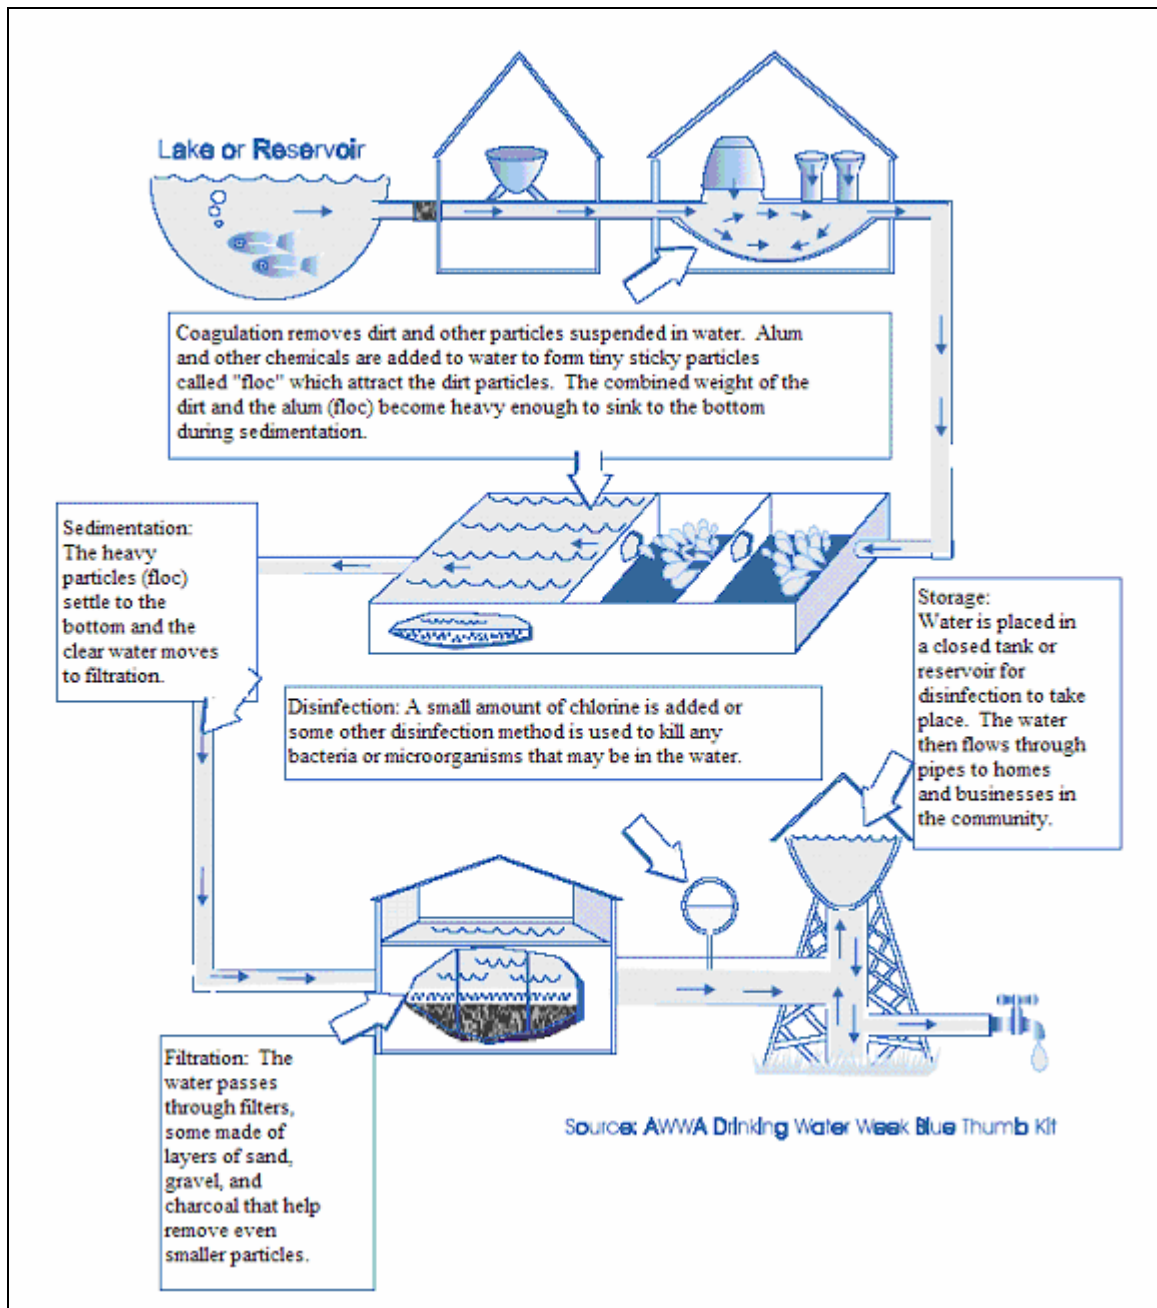 Lake or Reservoir
Coagulation removes dirt and other particles suspended in water.  Alum
and other chemicals are added to water to form tiny sticky particles
called "floc" which attract the dirt particles.  The combined weight of the
dirt and the alum (floc) become heavy enough to sink to the bottom
during sedimentation.
Sedimentation:
The heavy
particles (floc)
settle to the
bottom and the
clear water moves
to filtration.
Storage:
Water is placed in
a closed tank or
reservoir for
disinfection to take
place.  The water
then flows through
pipes to homes
and businesses in
the community.
Disinfection: A small amount of chlorine is added or
some other disinfection method is used to kill any
bacteria or microorganisms that may be in the water.
Filtration:  The
water passes
through filters,
some made of
layers of sand,
gravel, and
charcoal that help
remove even
smaller particles.
Source: AWWA Drinking Water Week Blue Thumb Kit